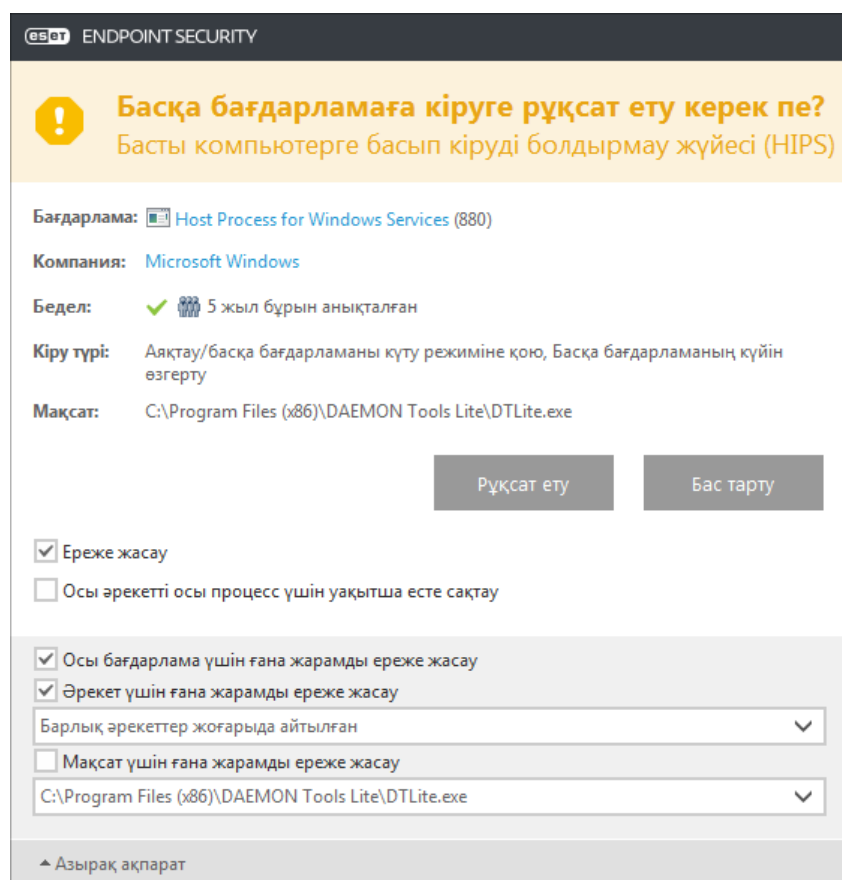 eset ENDPOINT SECURITY
Басқа бағдарламаға кіруге рұқсат ету керек пе?
Басты компьютерге басып кіруді болдырмау жүйесі (HIPS)
Бағдарлама: Host Process for Windows Services (880)
Компания: Microsoft Windows
Бедел: 5 жыл бұрын анықталған
Кіру түрі: Аяқтау/басқа бағдарламаны күту режиміне қою, Басқа бағдарламаның күйін
өзгерту
Мақсат: C:\Program Files (x86)\DAEMON Tools Lite\DTLite.exe
Рұқсат ету Бас тарту
Ереже жасау
Осы әрекетті осы процесс үшін уақытша есте сақтау
Осы бағдарлама үшін ғана жарамды ереже жасау
Әрекет үшін ғана жарамды ереже жасау
Барлық әрекеттер жоғарыда айтылған
Мақсат үшін ғана жарамды ереже жасау
C:\Program Files (x86)\DAEMON Tools Lite\DTLite.exe
Азырақ ақпарат